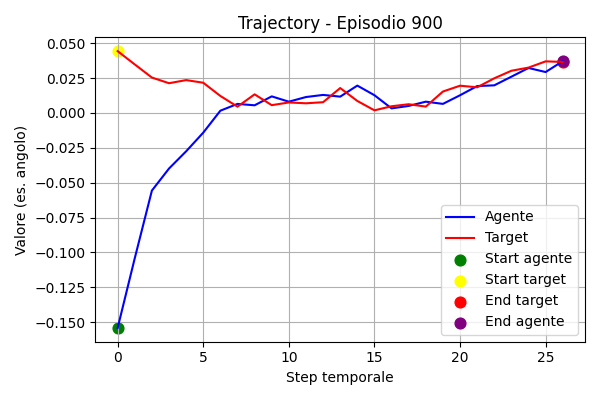 Trajectory - Episodio 900
Valore (es. angolo)
0.050
0.025
0.000
−0.025
−0.050
−0.075
−0.100
−0.125
−0.150
Agente
Target
Start agente
Start target
End target
End agente
0 5 10 15 20 25
Step temporale